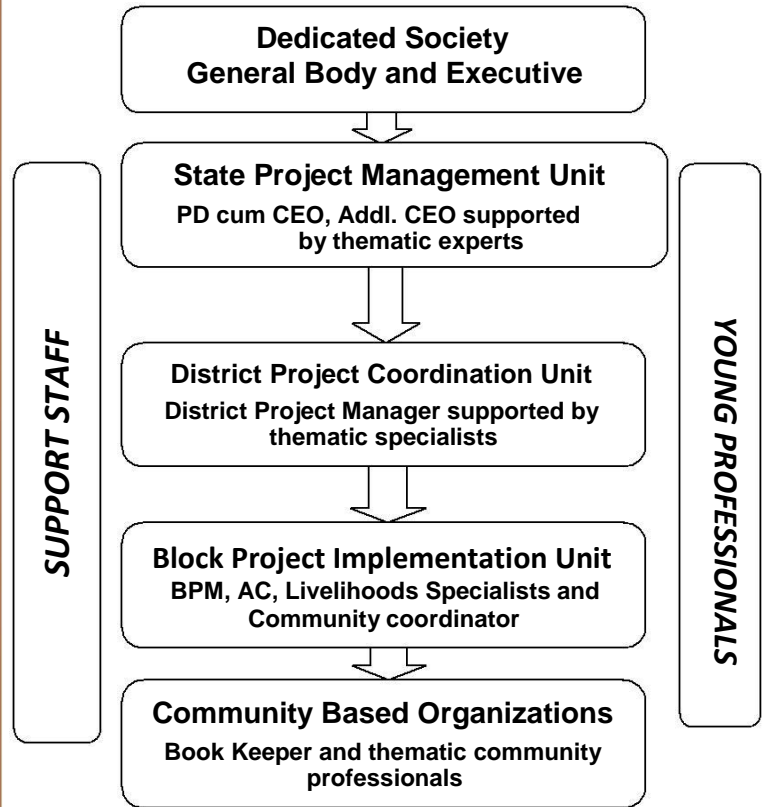 Dedicated Society
General Body and Executive
State Project Management Unit
PD cum CEO, Addl. CEO supported
by thematic experts
SUPPORT STAFF
YOUNG PROFESSIONALS
District Project Coordination Unit
District Project Manager supported by
thematic specialists
Block Project Implementation Unit
BPM, AC, Livelihoods Specialists and
Community coordinator
Community Based Organizations
Book Keeper and thematic community
professionals